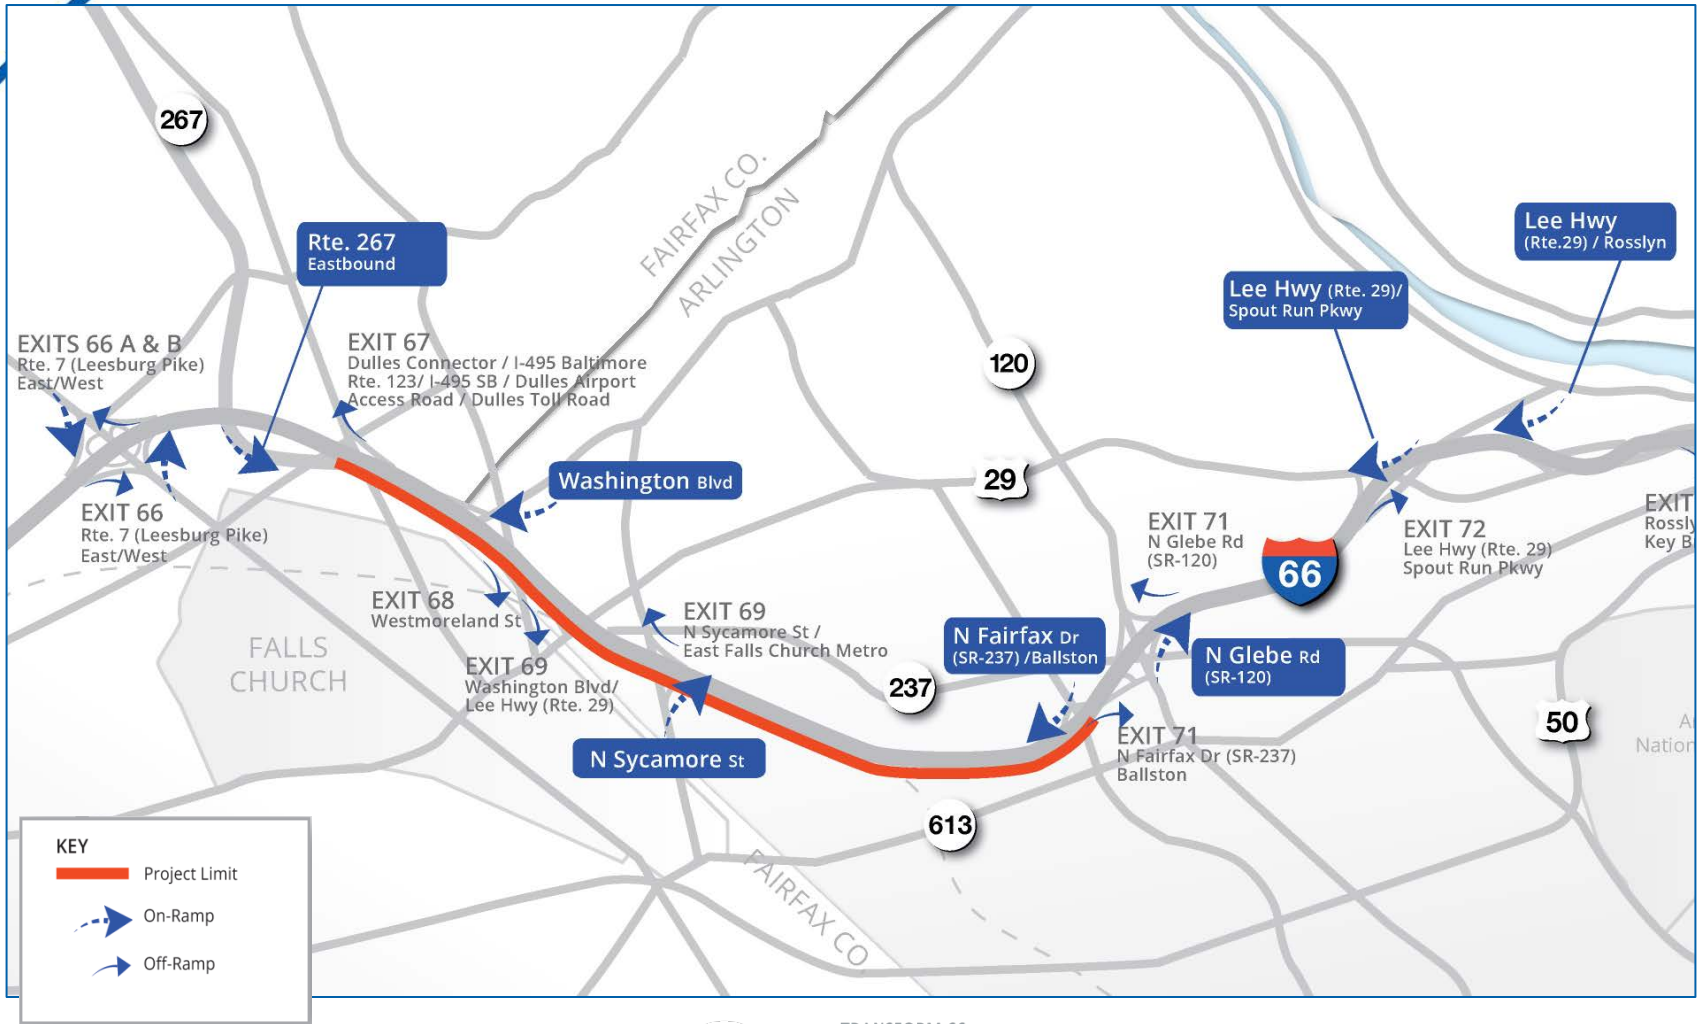 267
FAIRFAX CO.
ARLINGTON
Rte. 267
Eastbound
Lee Hwy
(Rte.29) / Rosslyn
Lee Hwy (Rte. 29)/
Spout Run Pkwy
EXITS 66 A & B
Rte. 7 (Leesburg Pike)
East/West
EXIT 67
Dulles Connector / I-495 Baltimore
Rte. 123/ I-495 SB / Dulles Airport
Access Road / Dulles Toll Road
120
29
Washington Blvd
EXIT 66
Rte. 7 (Leesburg Pike)
East/West
EXIT 71
N Glebe Rd
(SR-120)
66
EXIT 72
Lee Hwy (Rte. 29)
Spout Run Pkwy
EXIT
Rossly
Key B
EXIT 68
Westmoreland St
FALLS
CHURCH
EXIT 69
N Sycamore St /
East Falls Church Metro
N Fairfax Dr
(SR-237) /Ballston
N Glebe Rd
(SR-120)
EXIT 69
Washington Blvd/
Lee Hwy (Rte. 29)
237
50
Nation
N Sycamore St
EXIT 71
N Fairfax Dr (SR-237)
Ballston
613
FAIRFAX CO
KEY
Project Limit
On-Ramp
Off-Ramp